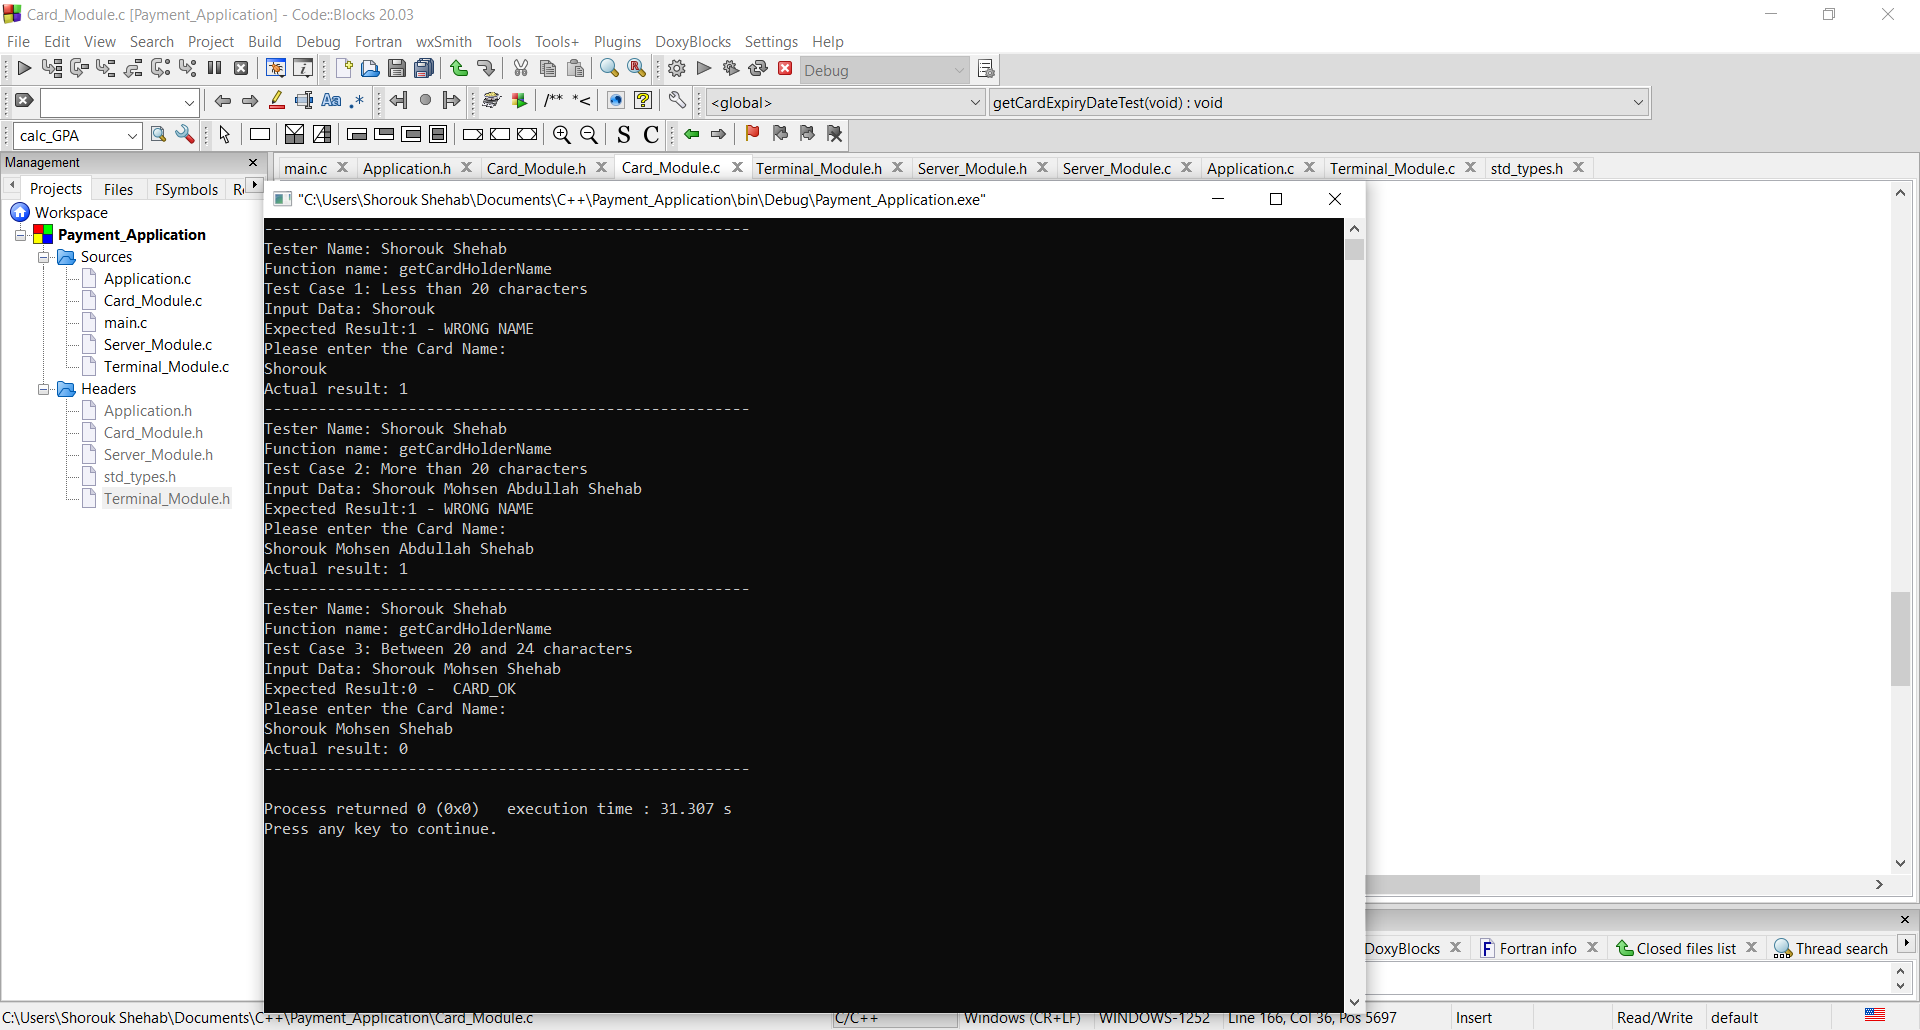 Card_Module.c [Payment_Application] - Code::Blocks 20.03
File Edit View Search Project Build Debug Fortran wxSmith Tools Tools+ Plugins DoxyBlocks Settings Help
Debug
Aa .* /** *< <global> getCardExpiryDateTest(void) : void
calc_GPA S C
Management
main.c Application.h Card_Module.h Card_Module.c Terminal_Module.h Server_Module.h Server_Module.c Application.c Terminal_Module.c std_types.h
Projects Files FSymbols
Workspace
Payment_Application
Sources
Application.c
Card_Module.c
main.c
Server_Module.c
Terminal_Module.c
Headers
Application.h
Card_Module.h
Server_Module.h
std_types.h
Terminal_Module.h
"C:\Users\Shorouk Shehab\Documents\C++\Payment_Application\bin\Debug\Payment_Application.exe"
------------------------------------------------------
Tester Name: Shorouk Shehab
Function name: getCardHolderName
Test Case 1: Less than 20 characters
Input Data: Shorouk
Expected Result:1 - WRONG NAME
Please enter the Card Name:
Shorouk
Actual result: 1
------------------------------------------------------
Tester Name: Shorouk Shehab
Function name: getCardHolderName
Test Case 2: More than 20 characters
Input Data: Shorouk Mohsen Abdullah Shehab
Expected Result:1 - WRONG NAME
Please enter the Card Name:
Shorouk Mohsen Abdullah Shehab
Actual result: 1
------------------------------------------------------
Tester Name: Shorouk Shehab
Function name: getCardHolderName
Test Case 3: Between 20 and 24 characters
Input Data: Shorouk Mohsen Shehab
Expected Result:0 -  CARD_OK
Please enter the Card Name:
Shorouk Mohsen Shehab
Actual result: 0
------------------------------------------------------
Process returned 0 (0x0)   execution time : 31.307 s
Press any key to continue.
DoxyBlocks Fortran info Closed files list Thread search
C:\Users\Shorouk Shehab\Documents\C++\Payment_Application\Card_Module.c C/C++ Windows (CR+LF) WINDOWS-1252 Line 166, Col 36, Pos 5697 Insert Read/Write default